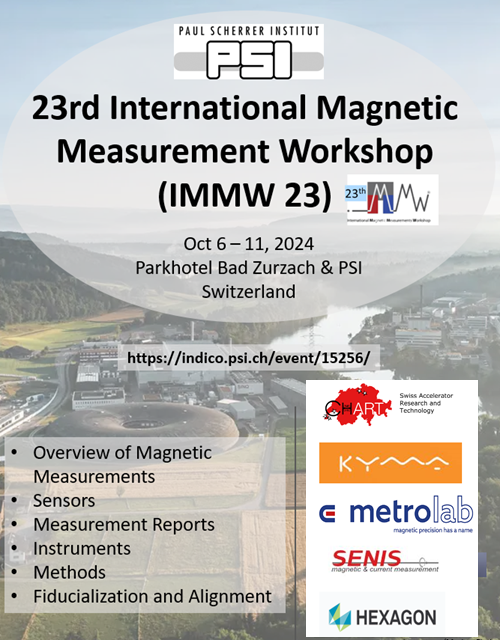 PAUL SCHERRER INSTITUT
PSI
23rd International Magnetic
Measurement Workshop
(IMMW 23)
23th
IMMW
International Magnetic Measurements Workshop
Oct 6 – 11, 2024
Parkhotel Bad Zurzach & PSI
Switzerland
https://indico.psi.ch/event/15256/
• Overview of Magnetic
Measurements
• Sensors
• Measurement Reports
• Instruments
• Methods
• Fiducialization and Alignment
CHART
Swiss Accelerator
Research and
Technology
KYMA
metrolab
magnetic precision has a name
SENIS
magnetic & current measurement
HEXAGON